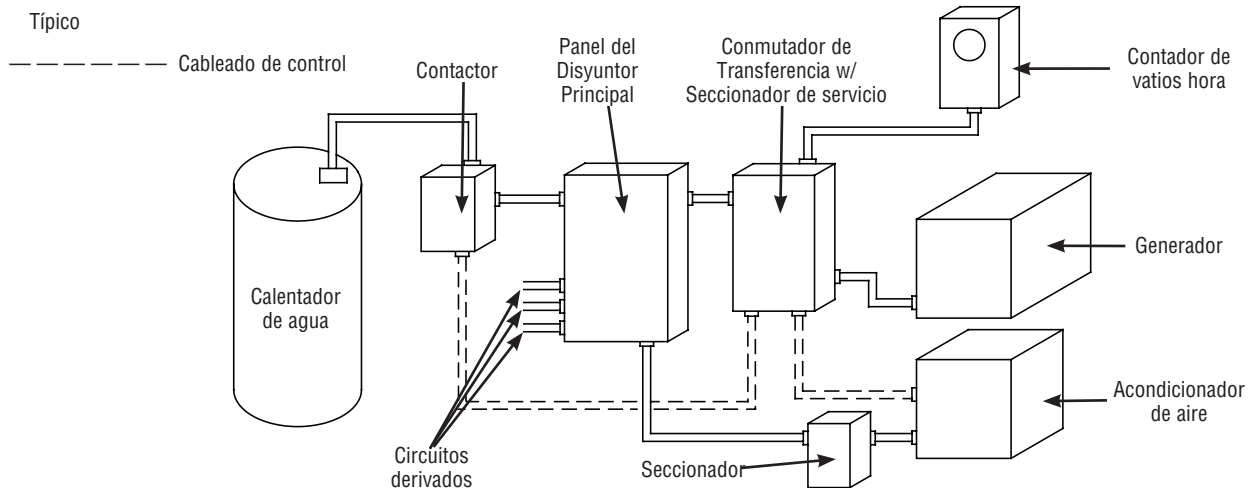 Típico
Cableado de control
Contactor
Panel del
Disyuntor
Principal
Conmutador de
Transferencia w/
Seccionador de servicio
Contador de
vatios hora
Calentador
de agua
Generador
Acondicionador
de aire
Circuitos
derivados
Seccionador